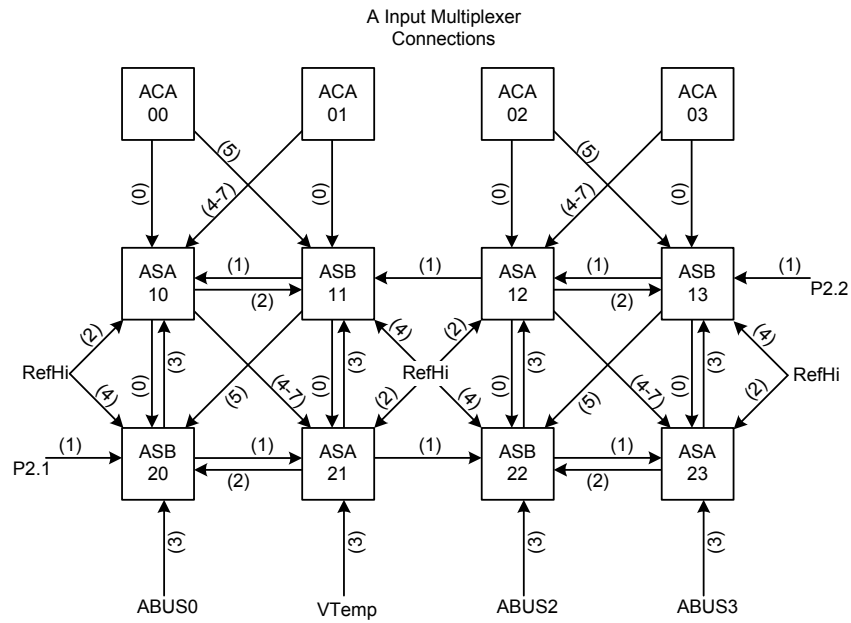 A Input Multiplexer
Connections
ACA
00
ACA
01
ACA
02
ACA
03
(0)
(5)
(4-7)
(0)
(0)
(5)
(4-7)
(0)
ASA
10
(1)
(2)
ASB
11
(1)
ASA
12
(1)
(2)
ASB
13
(1)
P2.2
RefHi
(2)
(4)
(0)
(3)
(5)
(4-7)
(0)
(3)
(4)
RefHi
(2)
(2)
(4)
(0)
(3)
(5)
(4-7)
(0)
(3)
(4)
(2)
RefHi
P2.1
(1)
ASB
20
(1)
(2)
ASA
21
(1)
ASB
22
(1)
(2)
ASA
23
(3)
(3)
(3)
(3)
ABUS0
VTemp
ABUS2
ABUS3